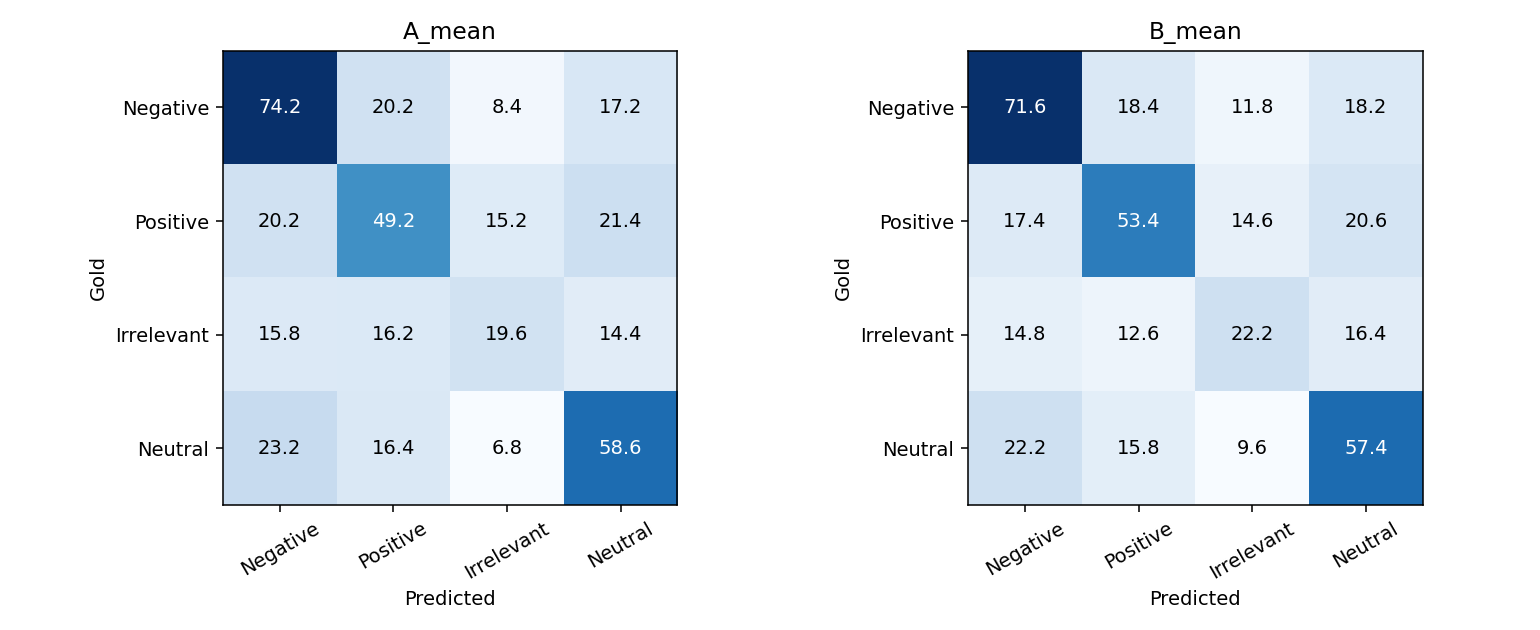 A_mean
Negative 74.2 20.2 8.4 17.2
Positive 20.2 49.2 15.2 21.4
Irrelevant 15.8 16.2 19.6 14.4
Neutral 23.2 16.4 6.8 58.6
Gold
Negative Positive Irrelevant Neutral
Predicted
B_mean
Negative 71.6 18.4 11.8 18.2
Positive 17.4 53.4 14.6 20.6
Irrelevant 14.8 12.6 22.2 16.4
Neutral 22.2 15.8 9.6 57.4
Gold
Negative Positive Irrelevant Neutral
Predicted